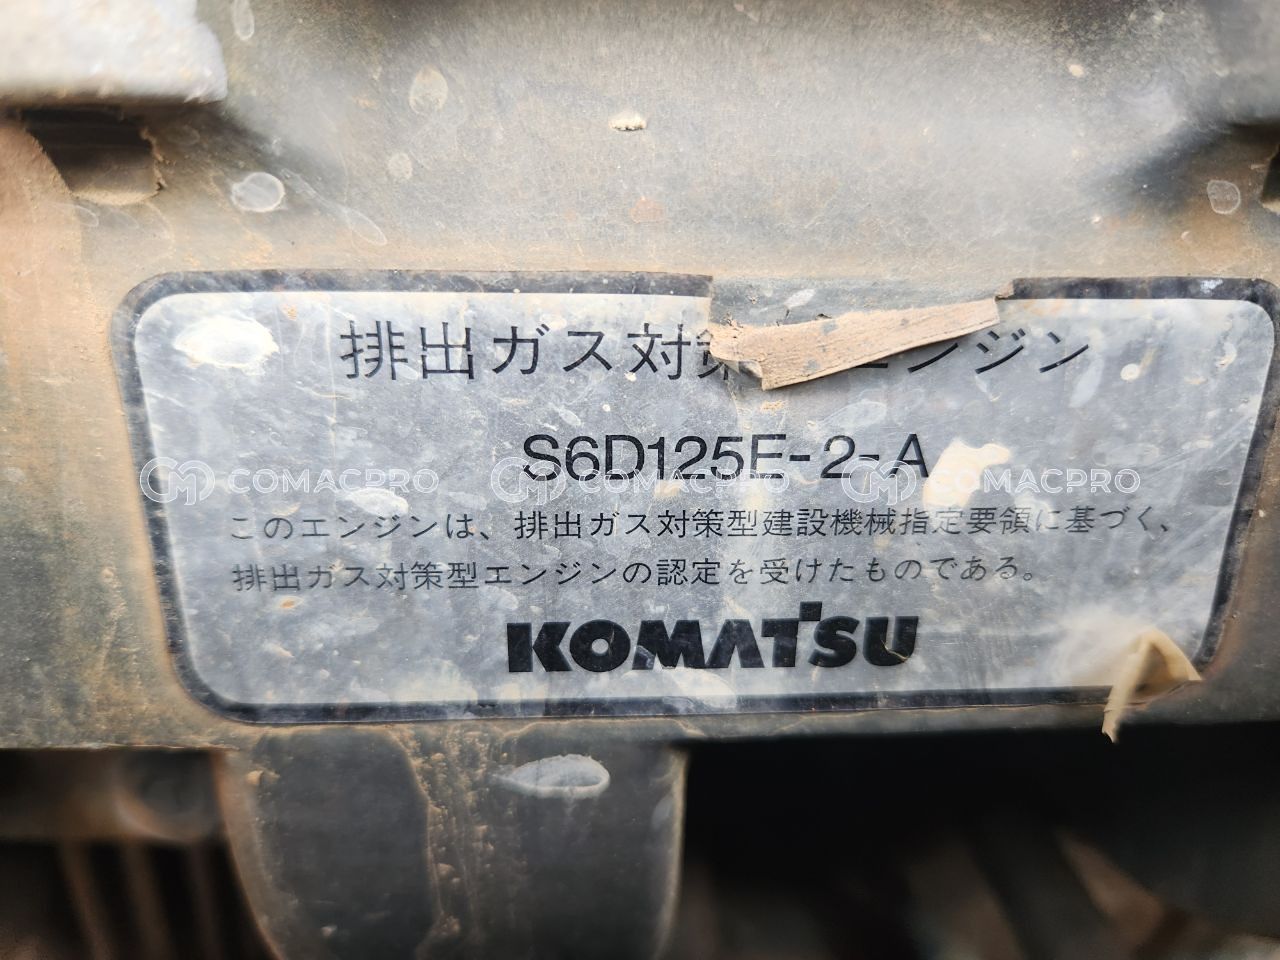 排出ガス対策エンジン
S6D125E-2-A
COMACPRO COMACPRO COMACPRO
このエンジンは、排出ガス対策型建設機械指定要領に基づく、
排出ガス対策型エンジンの認定を受けたものである。
KOMATSU